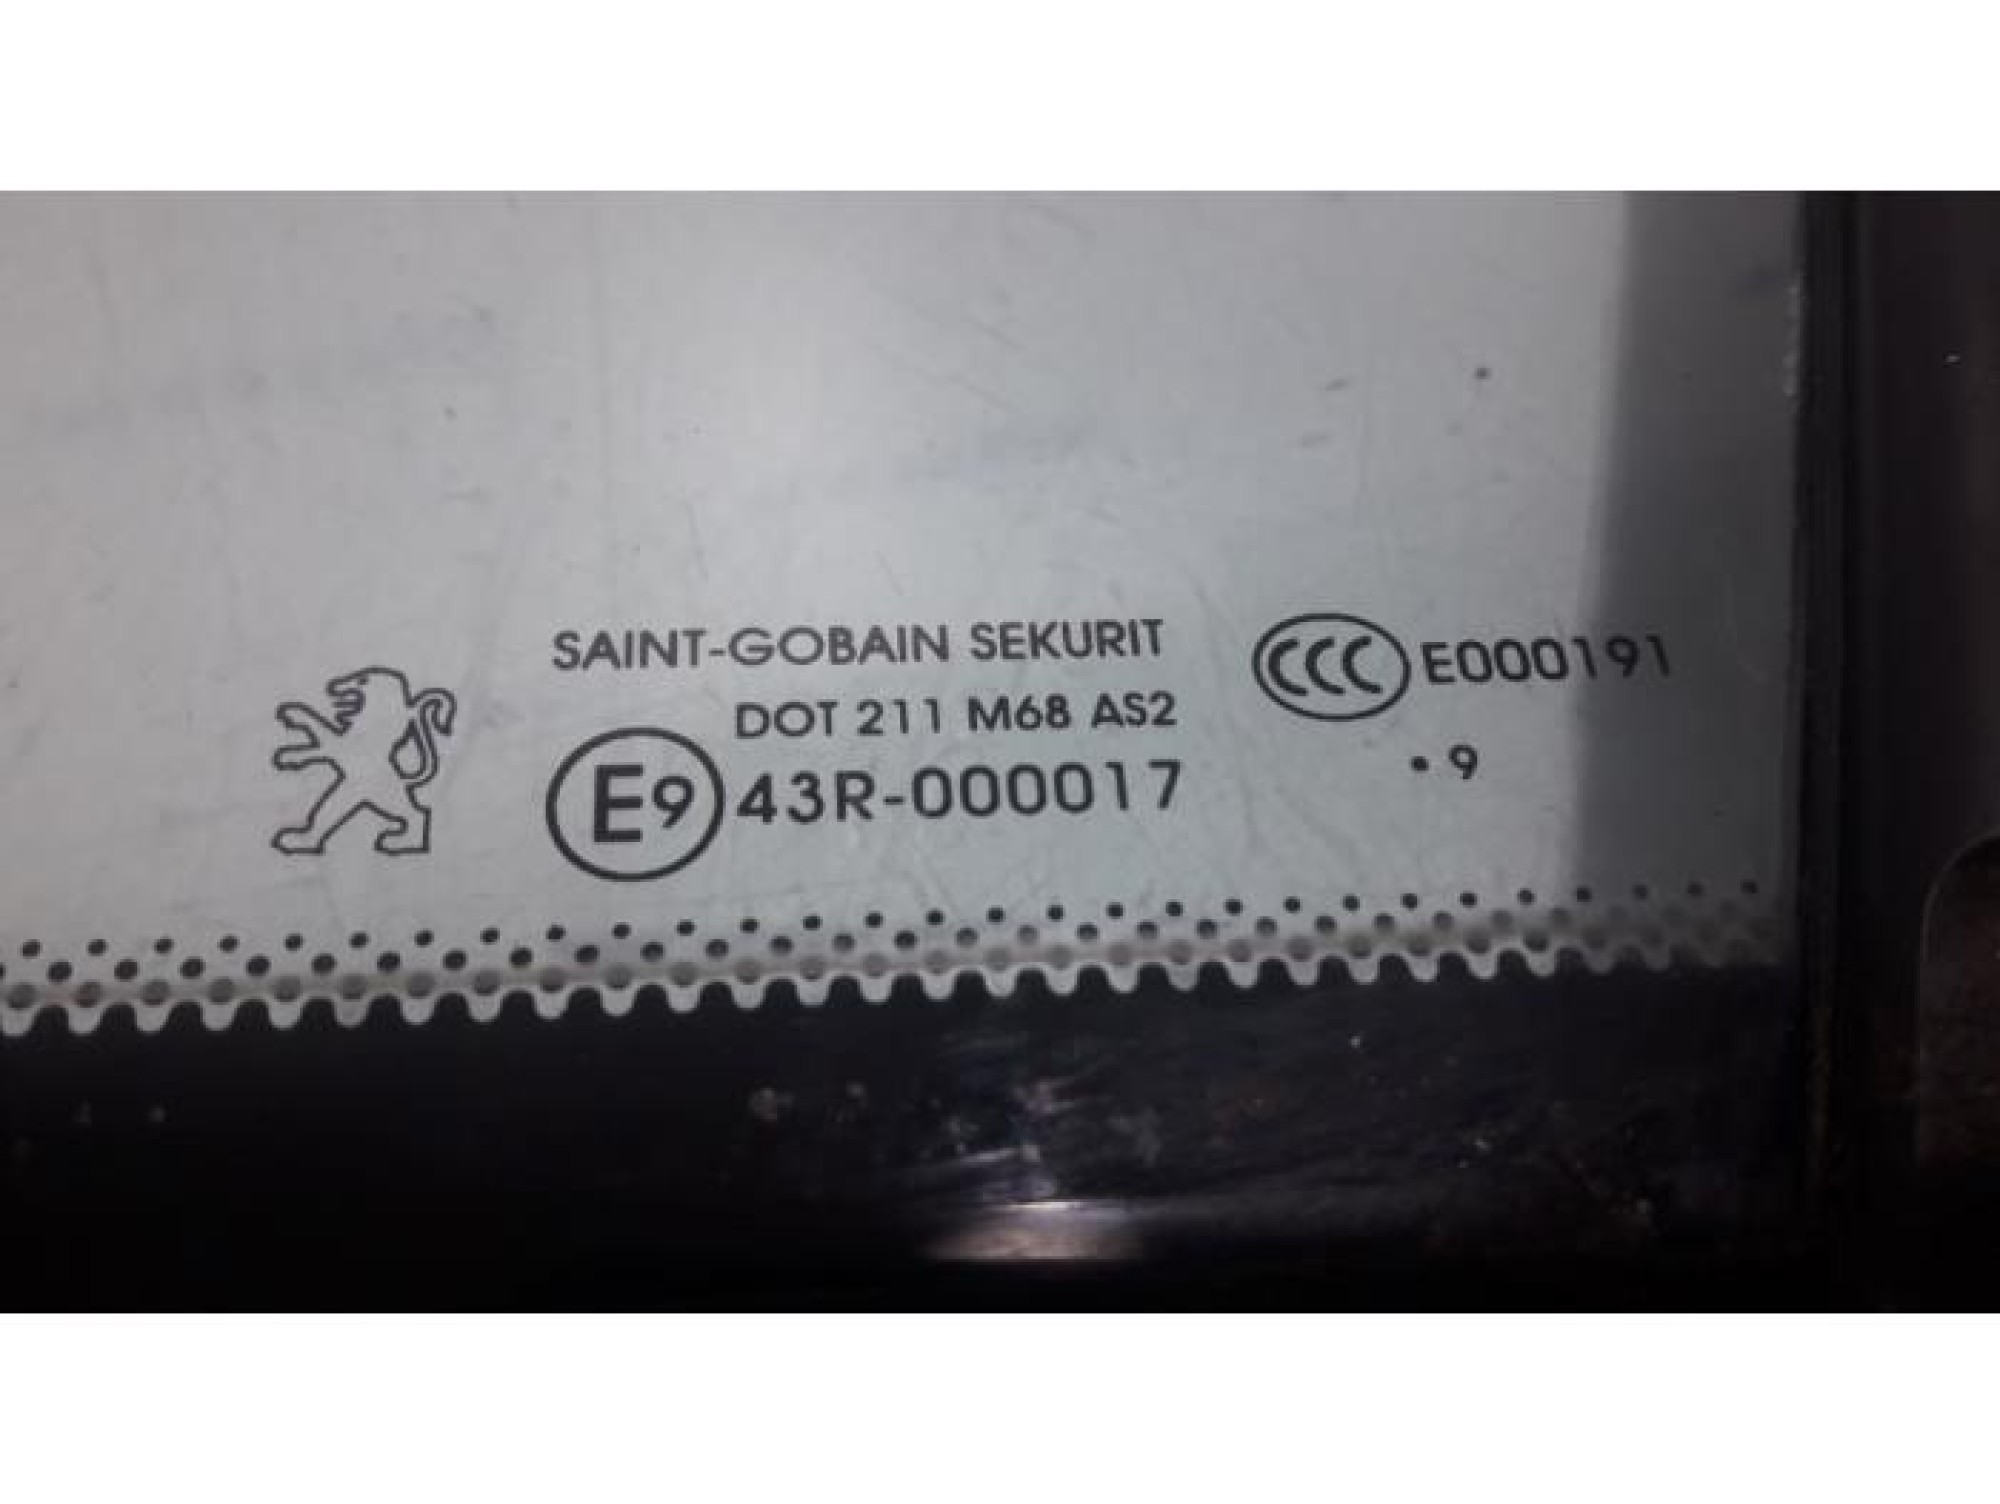 SAINT-GOBAIN SEKURIT
DOT 211 M68 AS2
E9 43R-000017
CCC E000191
• 9